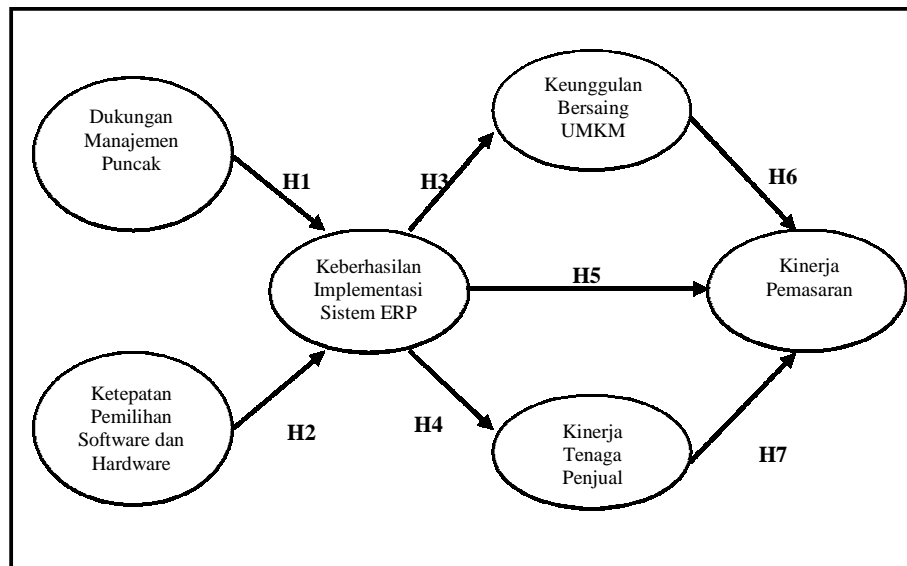 Dukungan
Manajemen
Puncak
H1
Ketepatan
Pemilihan
Software dan
Hardware
H2
Keberhasilan
Implementasi
Sistem ERP
H3
Keunggulan
Bersaing
UMKM
H4
Kinerja
Tenaga
Penjual
H5
H6
H7
Kinerja
Pemasaran